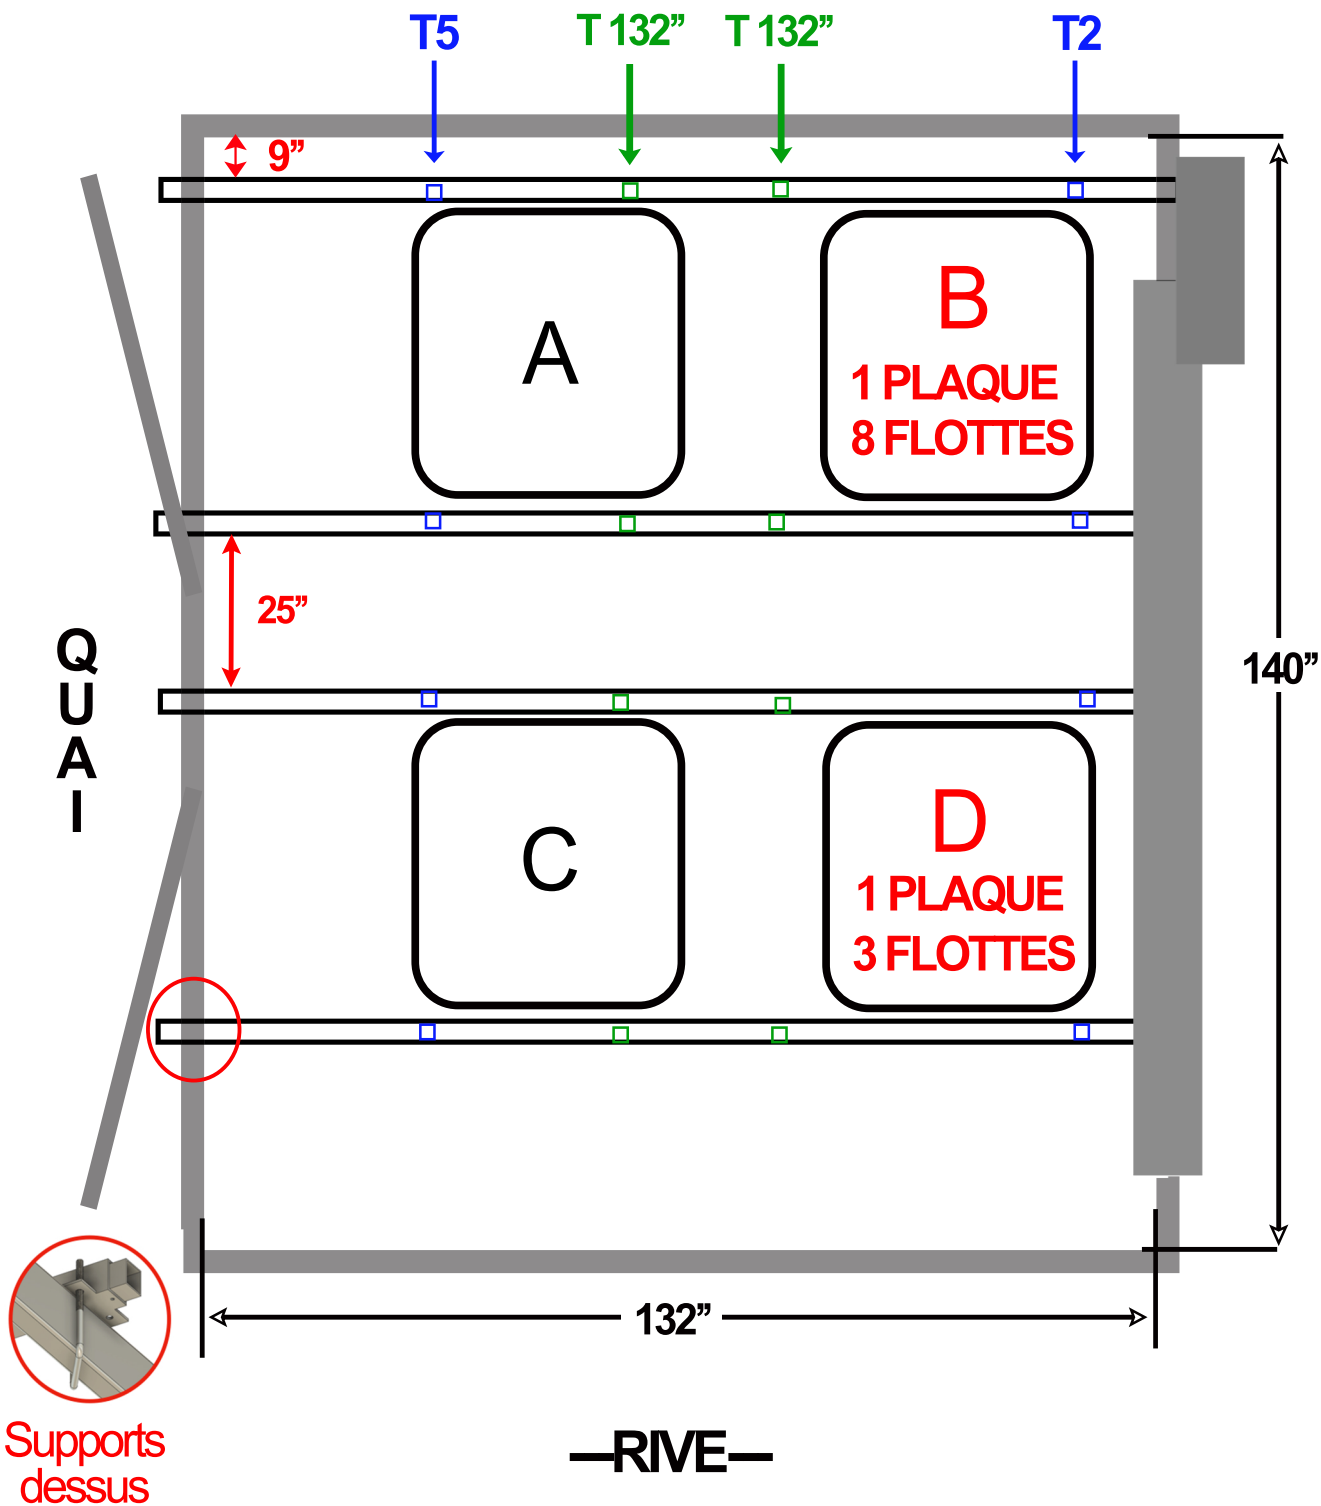 T5
T 132”
T 132”
T2
9”
A
B
1 PLAQUE
8 FLOTTES
25”
QUAI
140”
C
D
1 PLAQUE
3 FLOTTES
132”
Supports
dessus
—RIVE—